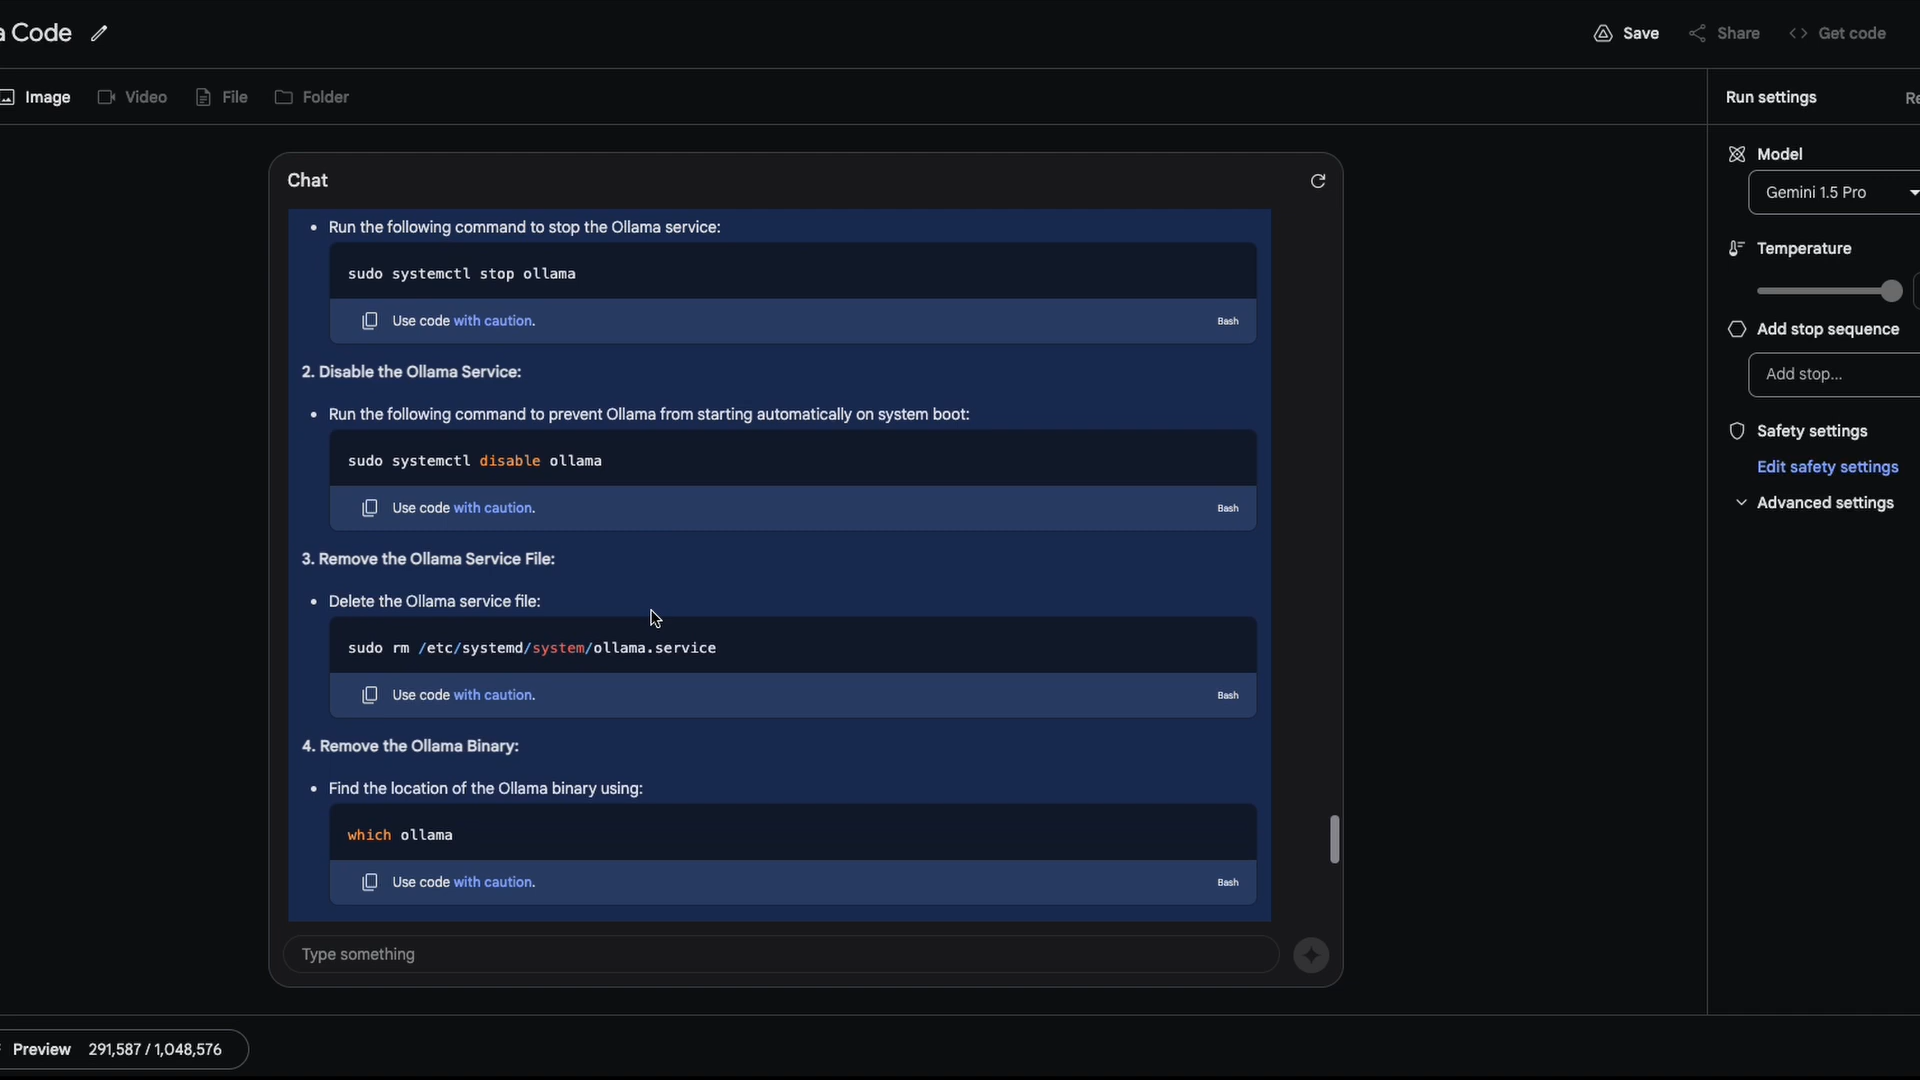 a Code
Save
Share
Get code
Image
Video
File
Folder
Run settings
Re
Chat
Model
Gemini 1.5 Pro
Temperature
Add stop sequence
Add stop...
Safety settings
Edit safety settings
Advanced settings
• Run the following command to stop the Ollama service:
sudo systemctl stop ollama
Use code with caution.
Bash
2. Disable the Ollama Service:
• Run the following command to prevent Ollama from starting automatically on system boot:
sudo systemctl disable ollama
Use code with caution.
Bash
3. Remove the Ollama Service File:
• Delete the Ollama service file:
sudo rm /etc/systemd/system/ollama.service
Use code with caution.
Bash
4. Remove the Ollama Binary:
• Find the location of the Ollama binary using:
which ollama
Use code with caution.
Bash
Type something
Preview 291,587 / 1,048,576